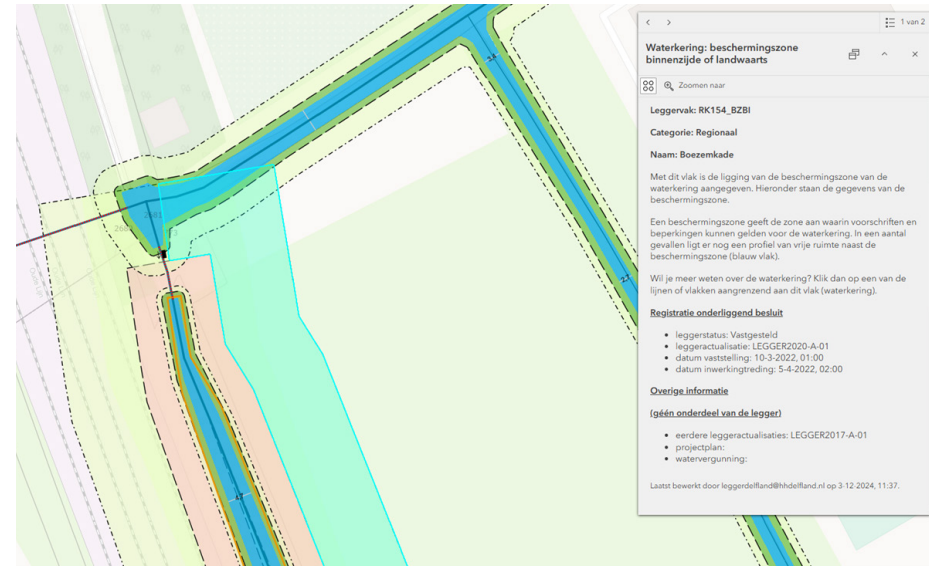 1 van 2
Waterkering: beschermingszone
binnenzijde of landwaarts
Zoomen naar
Leggervak: RK154_BZBI
Categorie: Regionaal
Naam: Boezemkade
Met dit vlak is de ligging van de beschermingszone van de
waterkering aangegeven. Hieronder staan de gegevens van de
beschermingszone.
Een beschermingszone geeft de zone aan waarin voorschriften en
beperkingen kunnen gelden voor de waterkering. In een aantal
gevallen ligt er nog een profiel van vrije ruimte naast de
beschermingszone (blauw vlak).
Wil je meer weten over de waterkering? Klik dan op een van de
lijnen of vlakken aangrenzend aan dit vlak (waterkering).
Registratie onderliggend besluit
• leggerstatus: Vastgesteld
• leggeractualisatie: LEGGER2020-A-01
• datum vaststelling: 10-3-2022, 01:00
• datum inwerkingtreding: 5-4-2022, 02:00
Overige informatie
(géén onderdeel van de legger)
• eerdere leggeractualisaties: LEGGER2017-A-01
• projectplan:
• watervergunning:
Laatst bewerkt door leggerdelfland@hhdelfland.nl op 3-12-2024, 11:37.